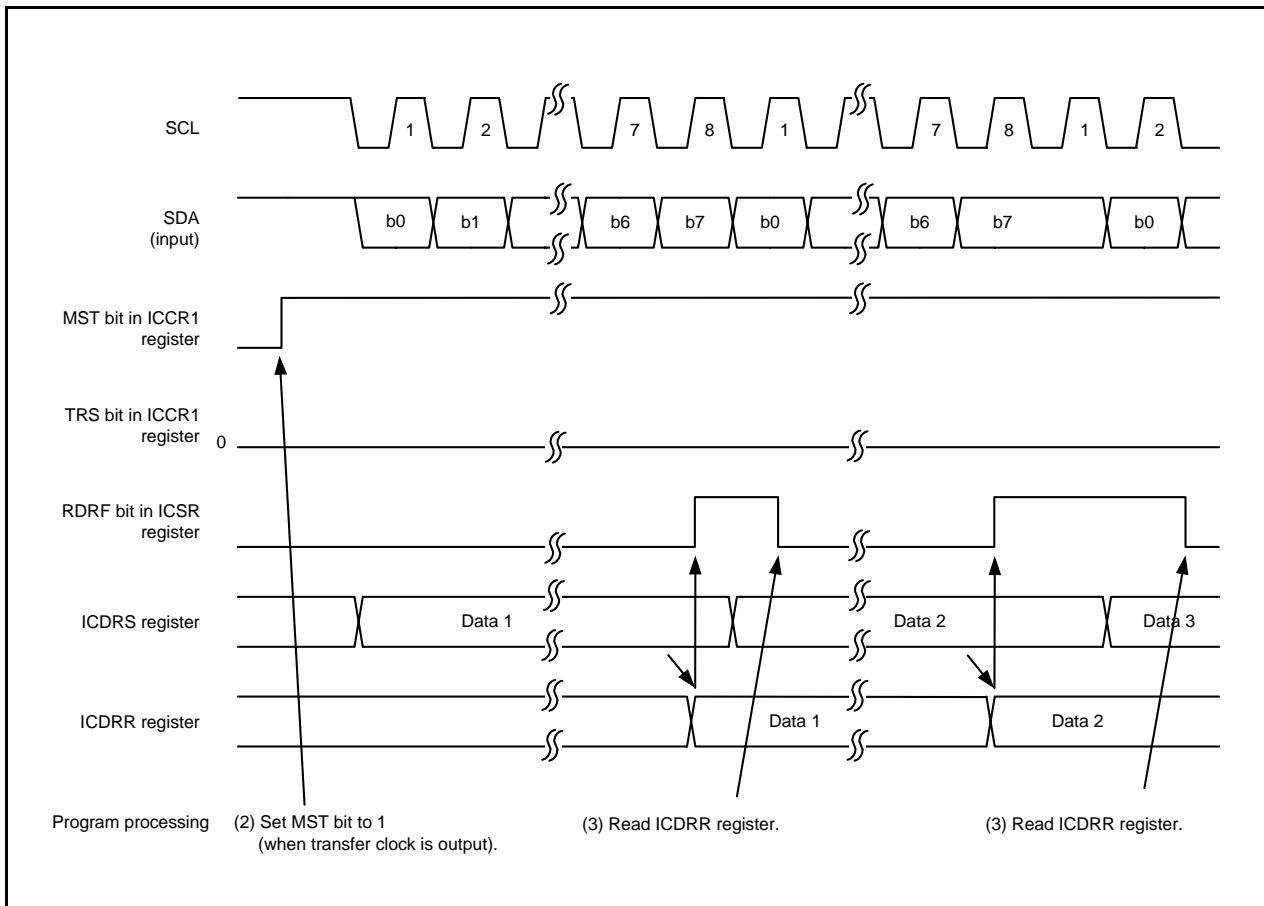 SCL
1 2 7 8 1 7 8 1 2
SDA
(input)
b0 b1 b6 b7 b0 b6 b7 b0
MST bit in ICCR1
register
TRS bit in ICCR1
register
0
RDRF bit in ICSR
register
ICDRS register
Data 1 Data 2 Data 3
ICDRR register
Data 1 Data 2
Program processing
(2) Set MST bit to 1
(when transfer clock is output).
(3) Read ICDRR register.
(3) Read ICDRR register.